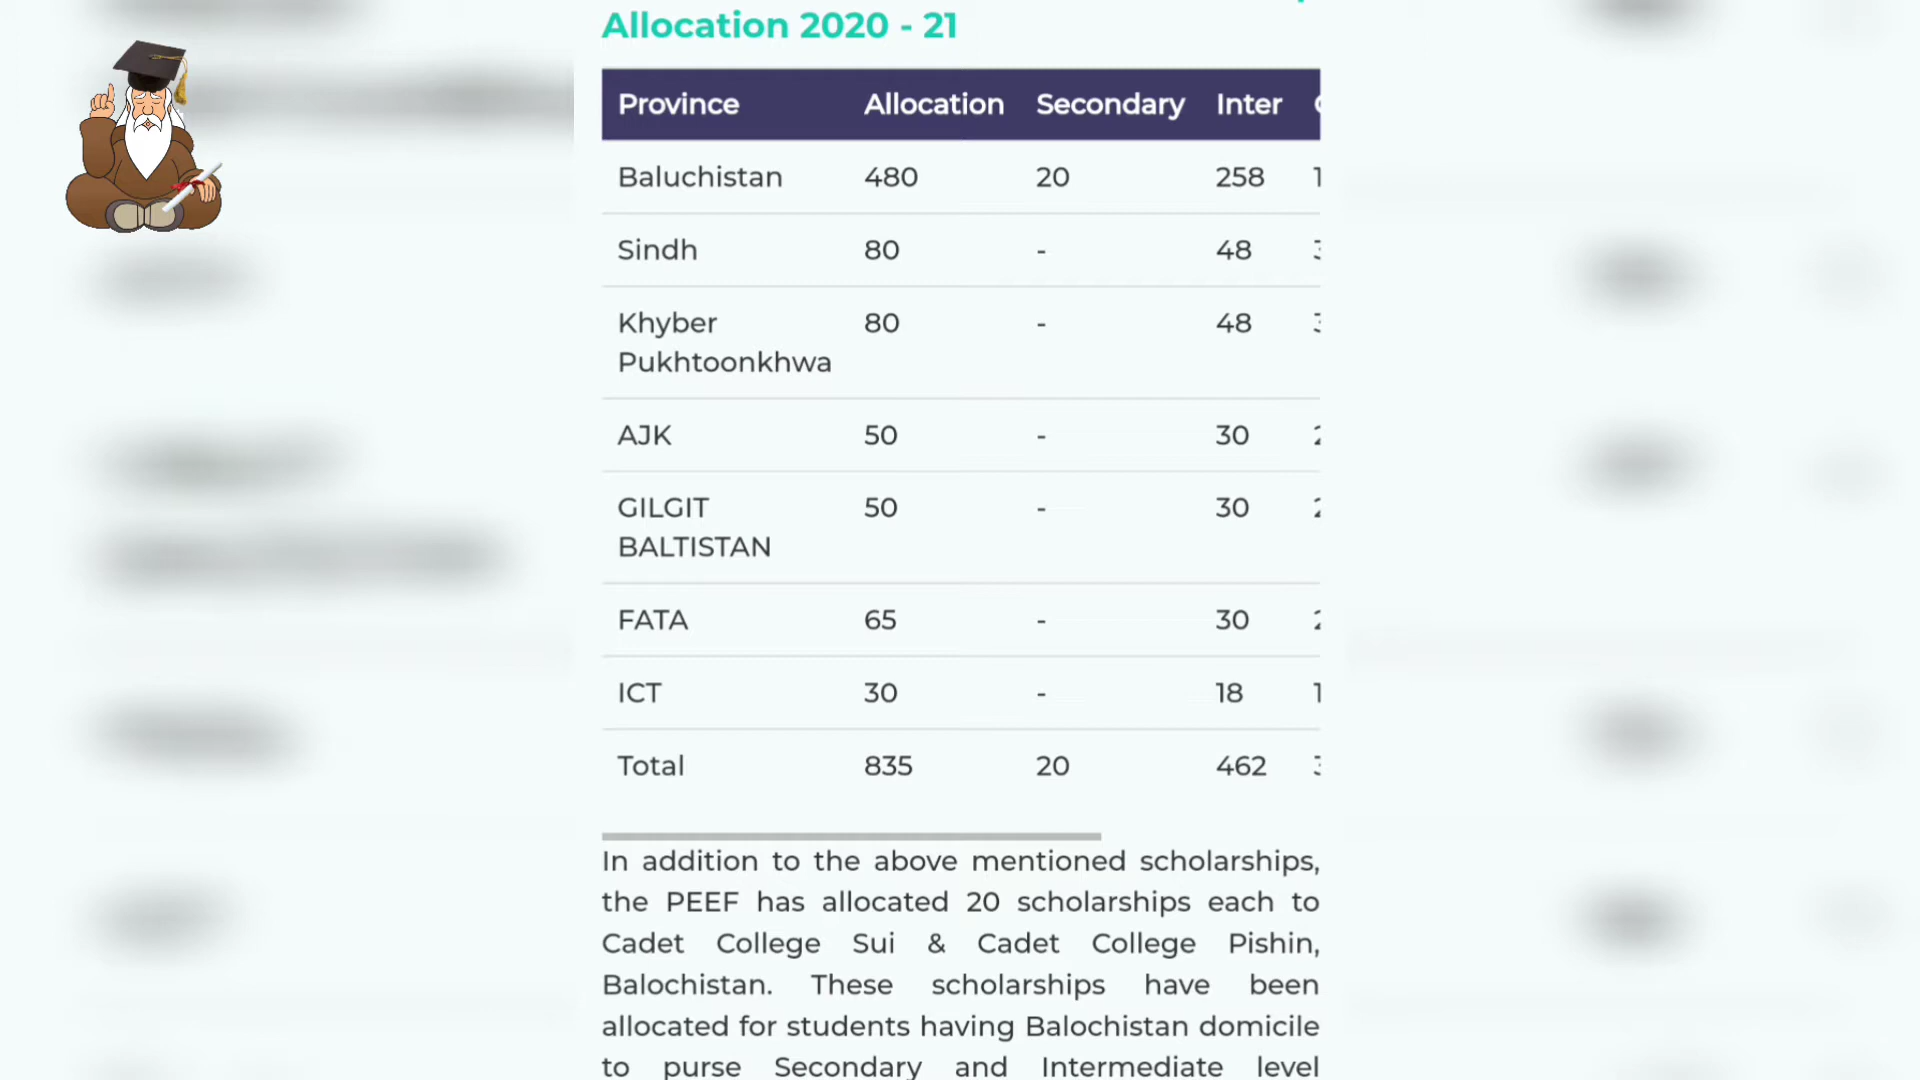 Allocation 2020 - 21
Province Allocation Secondary Inter
Baluchistan 480 20 258
Sindh 80 - 48
Khyber Pukhtoonkhwa 80 - 48
AJK 50 - 30
GILGIT BALTISTAN 50 - 30
FATA 65 - 30
ICT 30 - 18
Total 835 20 462
In addition to the above mentioned scholarships,
the PEEF has allocated 20 scholarships each to
Cadet College Sui & Cadet College Pishin,
Balochistan. These scholarships have been
allocated for students having Balochistan domicile
to purse Secondary and Intermediate level